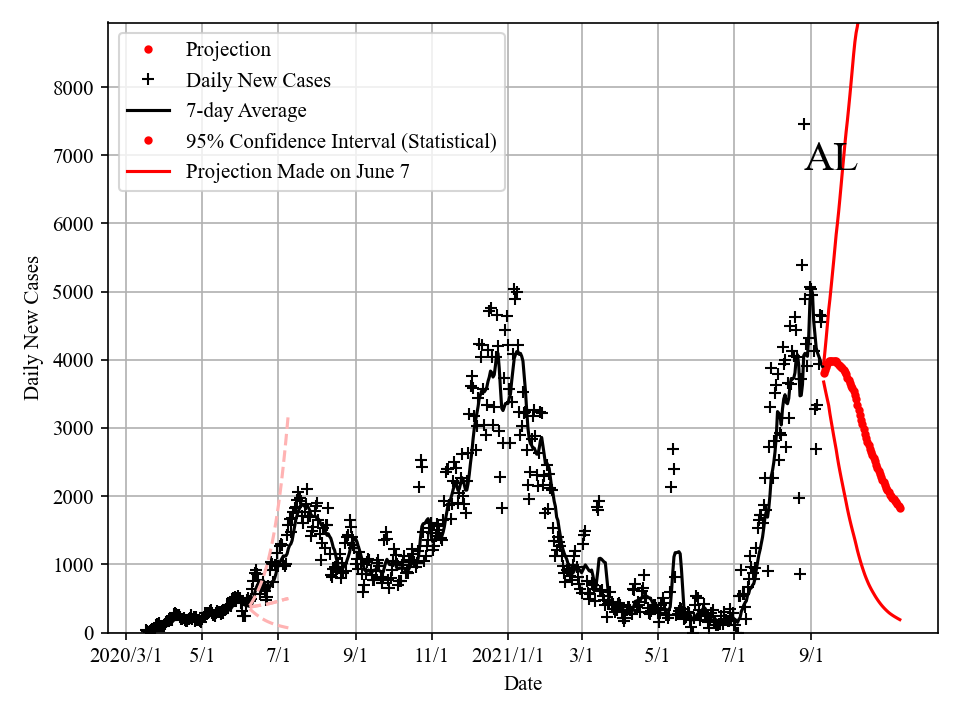 Projection
Daily New Cases
7-day Average
95% Confidence Interval (Statistical)
Projection Made on June 7
AL
Daily New Cases
8000
7000
6000
5000
4000
3000
2000
1000
0
2020/3/1 5/1 7/1 9/1 11/1 2021/1/1 3/1 5/1 7/1 9/1
Date